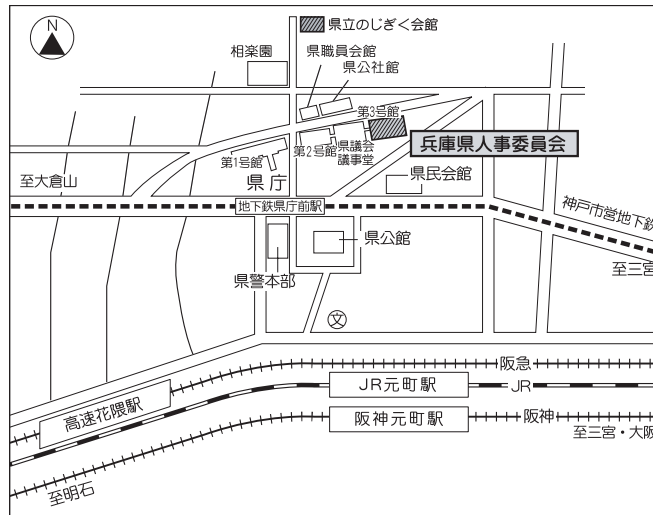 N
県立のじぎく会館
相楽園
県職員会館
県公社館
第3号館
兵庫県人事委員会
第1号館
第2号館
県議会
議事堂
県庁
県民会館
至大倉山
地下鉄県庁前駅
神戸市営地下鉄
至三宮
県公館
県警本部
文
阪急
JR元町駅
JR
高速花隈駅
阪神元町駅
阪神
至三宮・大阪
至明石